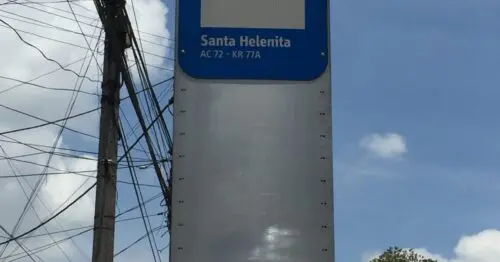 Santa Helenita
AC 72 - KR 77A